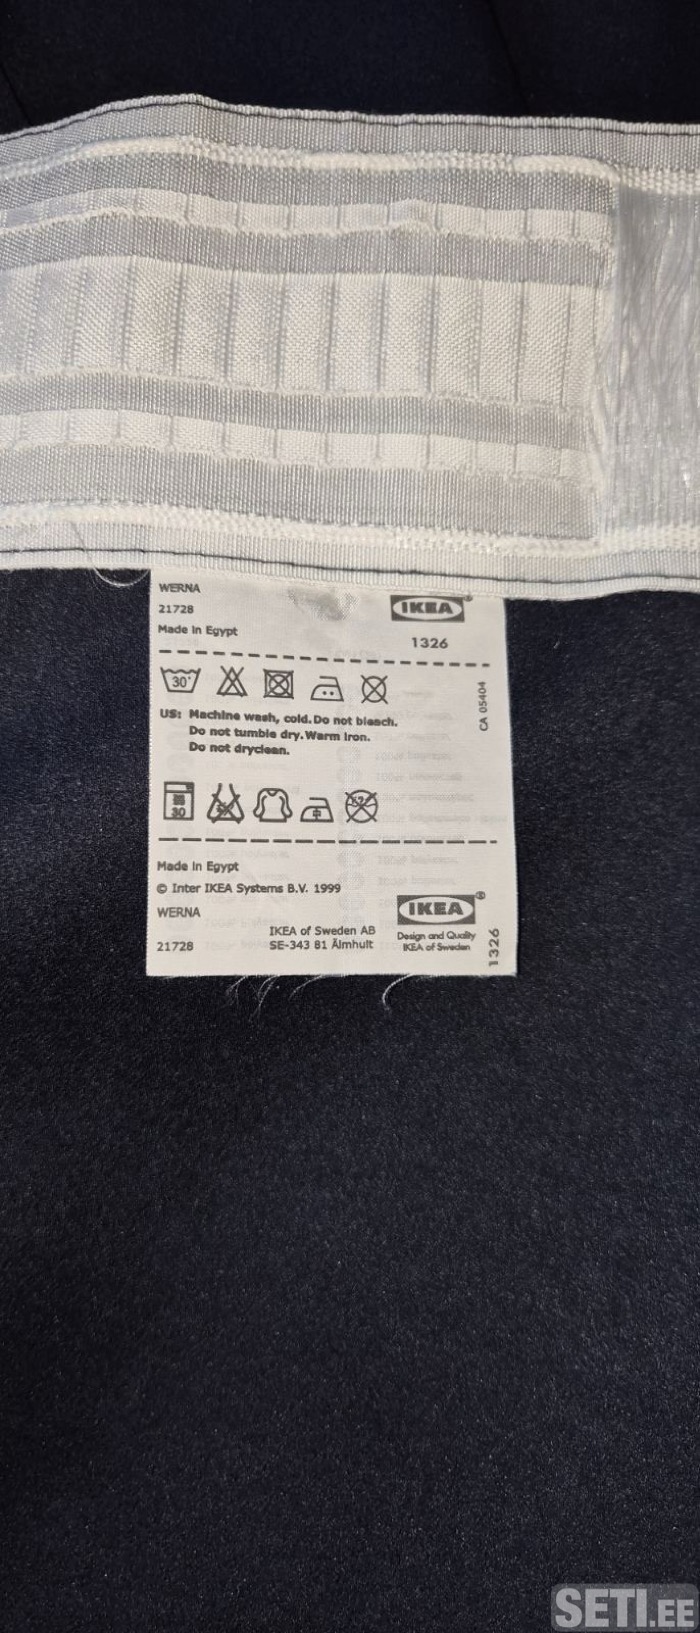 WERNA
IKEA®
21728
Made in Egypt
1326
30°
CA 05404
US: Machine wash, cold. Do not bleach.
Do not tumble dry. Warm iron.
Do not dryclean.
30
Made in Egypt
© Inter IKEA Systems B.V. 1999
WERNA
IKEA®
IKEA of Sweden AB
Design and Quality
21728
SE-343 81 Älmhult
IKEA of Sweden
1326
SETI.EE